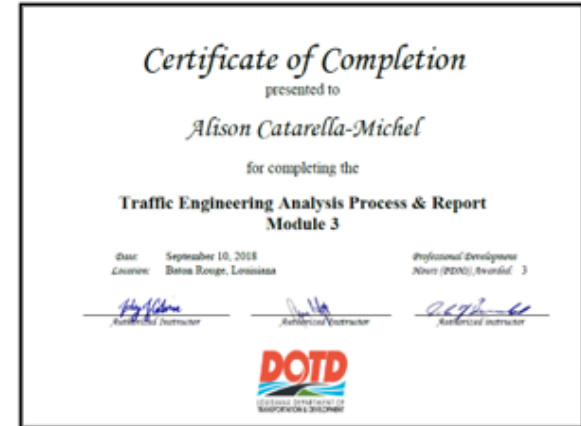 Certificate of Completion
presented to
Alison Catarella-Michel
for completing the
Traffic Engineering Analysis Process & Report
Module 3
Date: September 10, 2018
Location: Baton Rouge, Louisiana
Professional Development
Hours (PDH) Awarded: 3
Authorized Instructor
Authorized Instructor
Authorized Instructor
DOTD
LOUISIANA DEPARTMENT OF
TRANSPORTATION & DEVELOPMENT